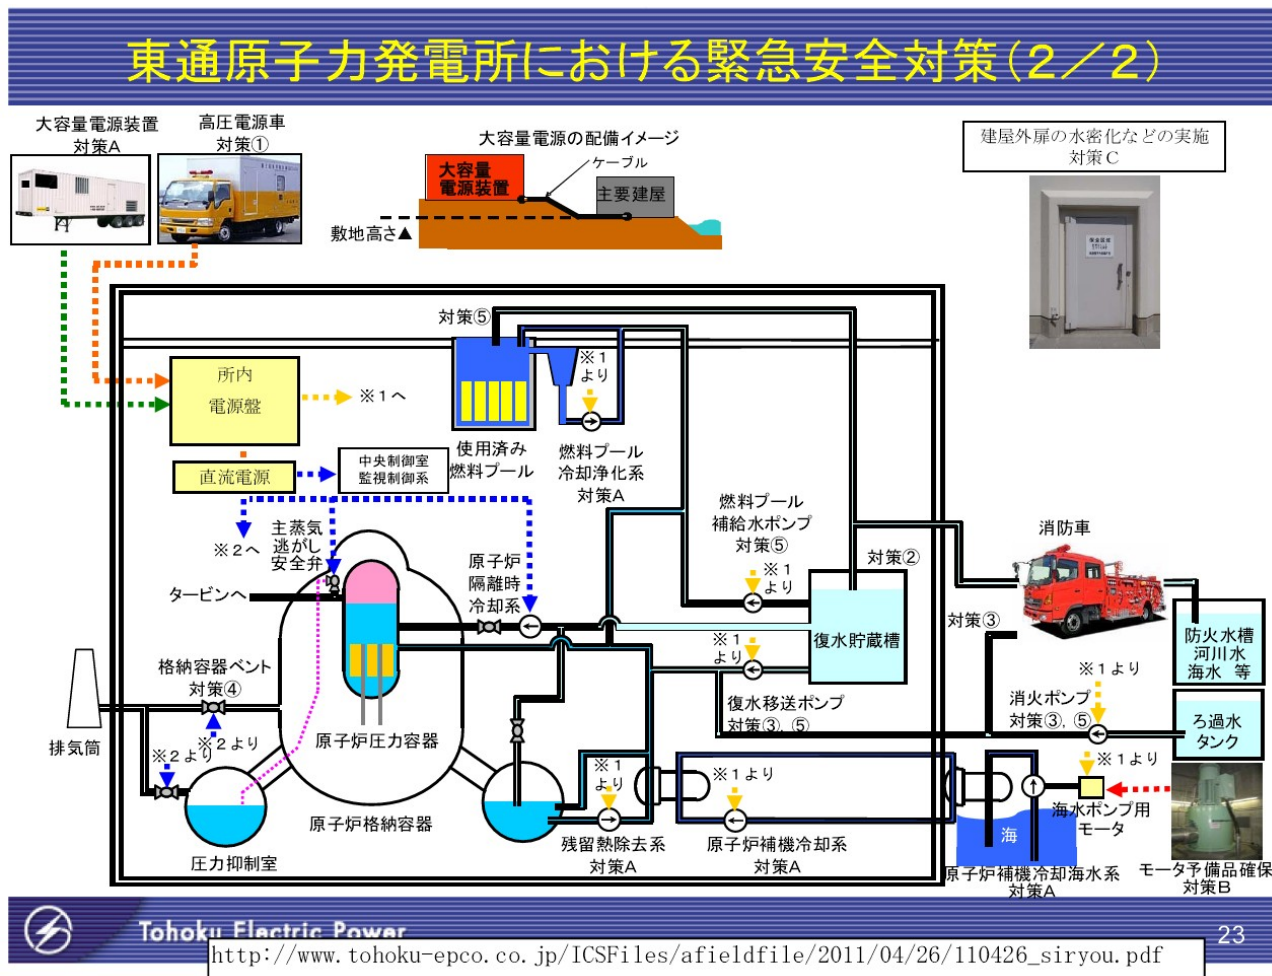 東通原子力発電所における緊急安全対策(２／２)
大容量電源装置
対策A
高圧電源車
対策①
大容量電源の配備イメージ
ケーブル
大容量
電源装置
主要建屋
敷地高さ▲
建屋外扉の水密化などの実施
対策Ｃ
対策⑤
※１
より
所内
電源盤
※１へ
直流電源
中央制御室
監視制御系
使用済み
燃料プール
燃料プール
冷却浄化系
対策A
※２へ
主蒸気
逃がし
安全弁
原子炉
隔離時
冷却系
燃料プール
補給水ポンプ
対策⑤
※１
より
対策②
消防車
タービンへ
対策③
復水貯蔵槽
防火水槽
河川水
海水 等
※１
より
格納容器ベント
対策④
※１より
復水移送ポンプ
対策③, ⑤
消火ポンプ
対策③, ⑤
ろ過水
タンク
排気筒
※２より
※２より
原子炉圧力容器
※１
より
※１より
※１より
原子炉格納容器
海水ポンプ用
モータ
海
圧力抑制室
残留熱除去系
対策A
原子炉補機冷却系
対策A
原子炉補機冷却海水系
対策A
モータ予備品確保
対策B
Tohoku Electric Power
23
http://www.tohoku-epco.co.jp/ICSFiles/afieldfile/2011/04/26/110426_siryou.pdf